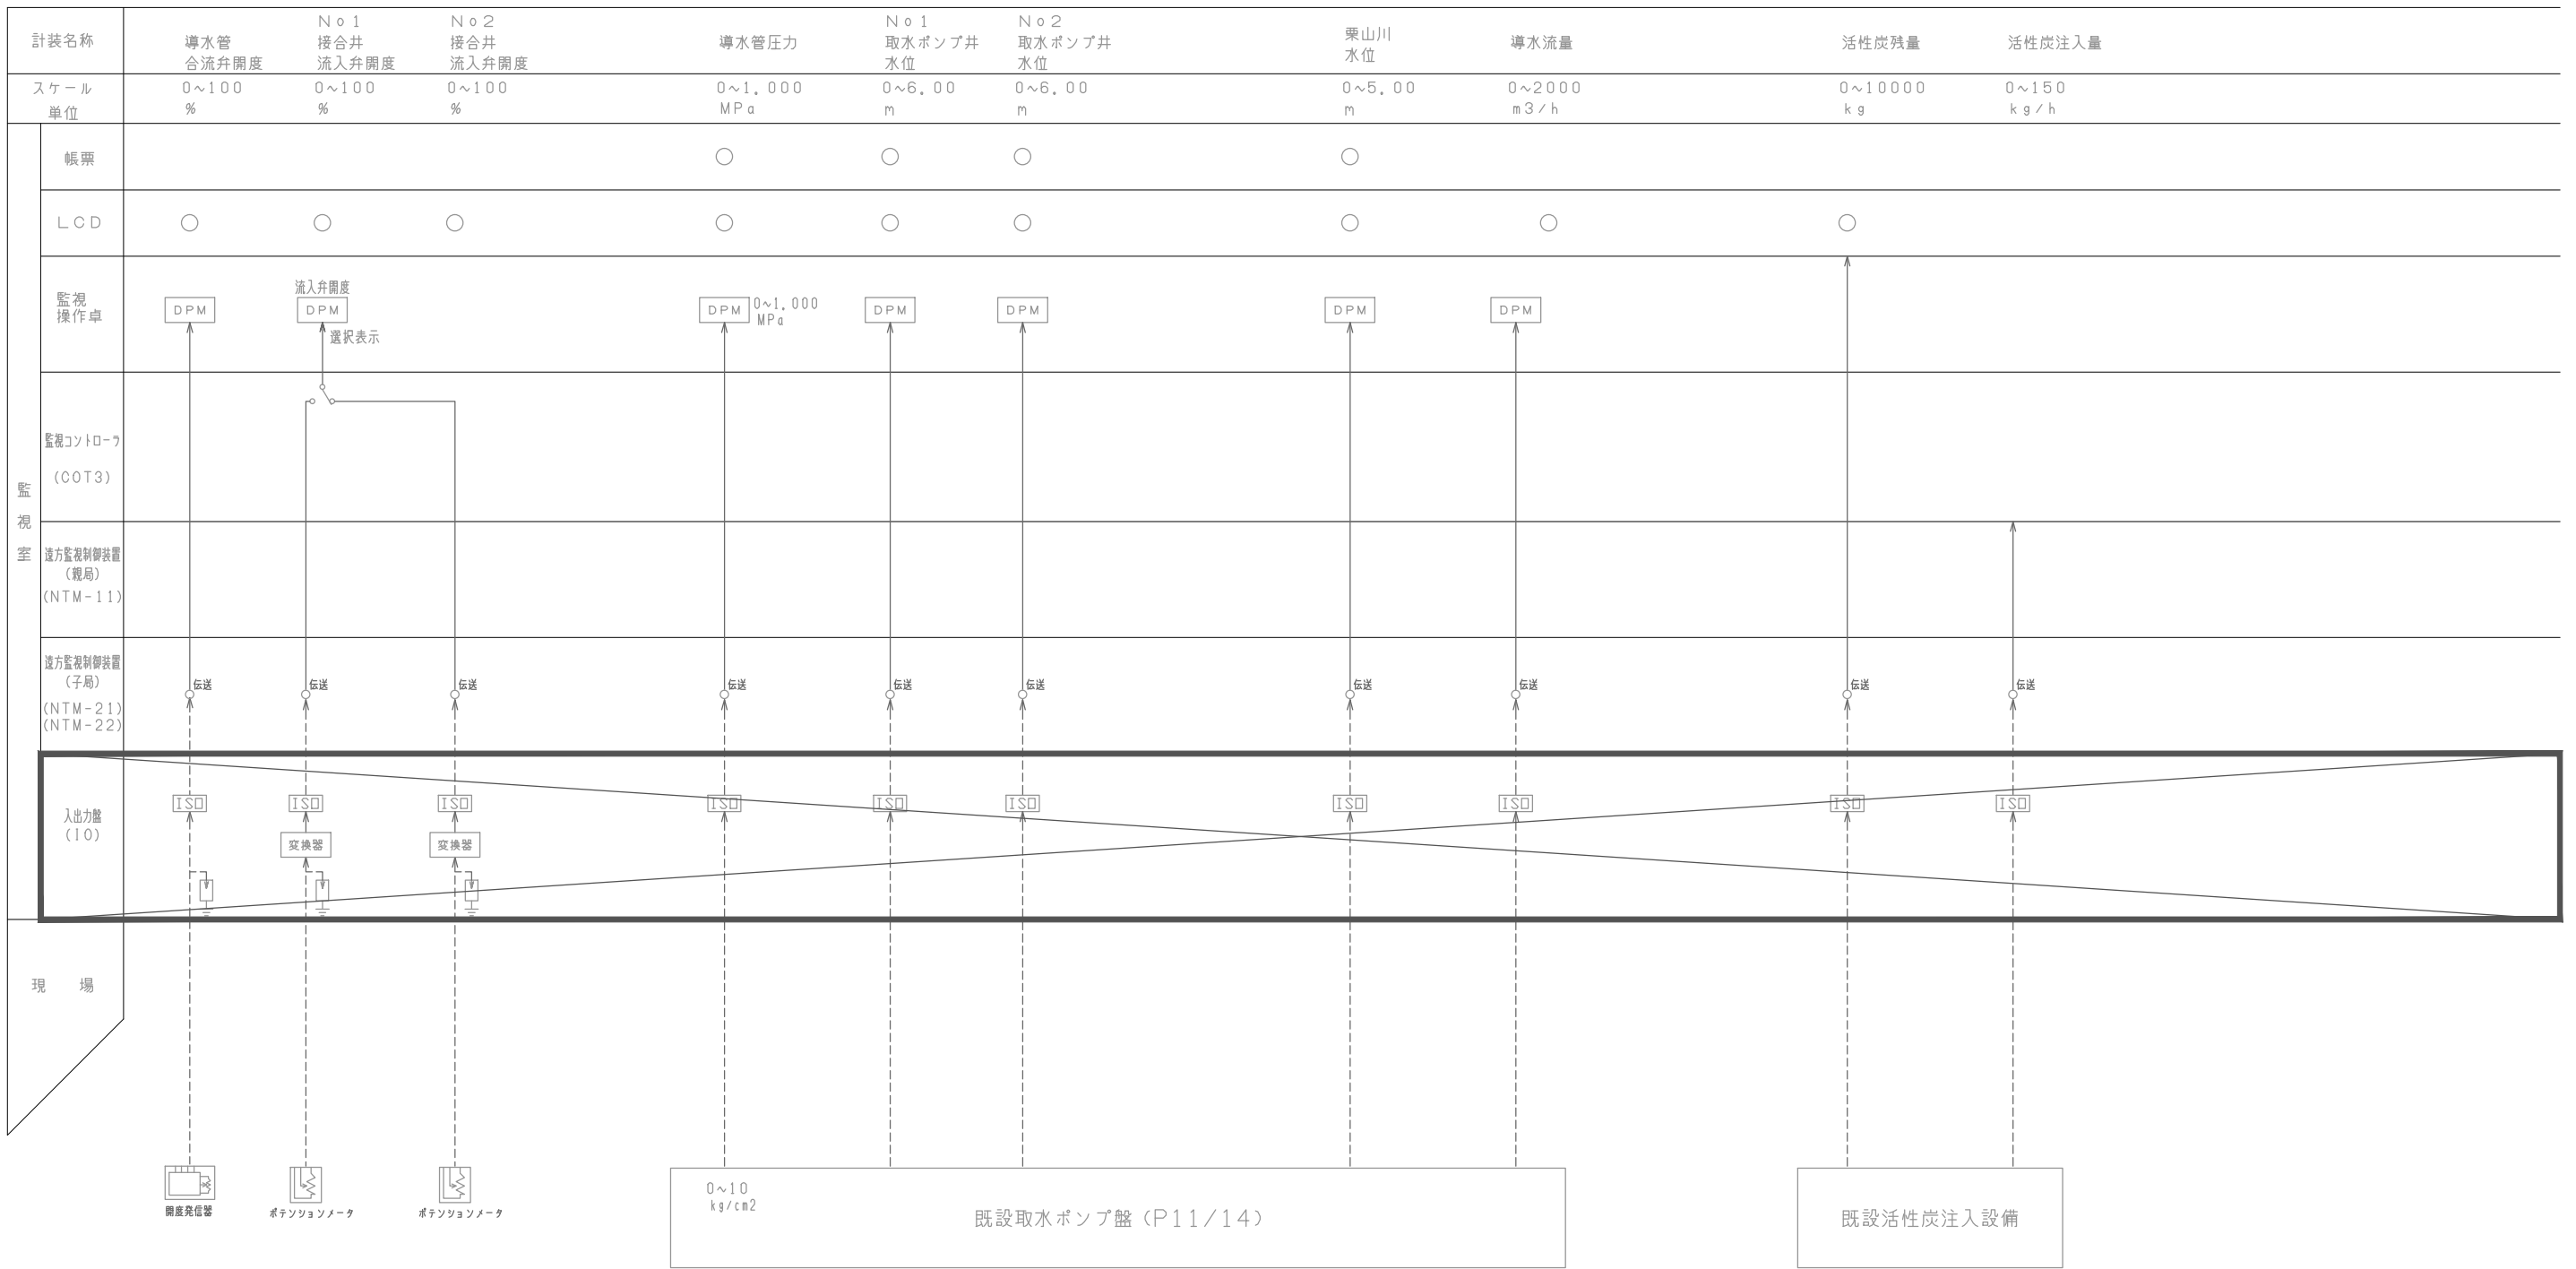 計装名称
導水管
合流弁開度
No1
接合井
流入弁開度
No2
接合井
流入弁開度
導水管圧力
No1
取水ポンプ井
水位
No2
取水ポンプ井
水位
栗山川
水位
導水流量
活性炭残量
活性炭注入量
スケール
単位
0~100
%
0~100
%
0~100
%
0~1.000
MPa
0~6.00
m
0~6.00
m
0~5.00
m
0~2000
m3/h
0~10000
kg
0~150
kg/h
監視室
帳票
LCD
監視
操作卓
DPM
流入弁開度
DPM
選択表示
DPM
0~1.000
MPa
DPM
DPM
DPM
DPM
監視コントローラ
(COT3)
遠方監視制御装置
(親局)
(NTM-11)
遠方監視制御装置
(子局)
(NTM-21)
(NTM-22)
伝送
伝送
伝送
伝送
伝送
伝送
伝送
伝送
伝送
伝送
入出力盤
(IO)
ISO
ISO
ISO
ISO
ISO
ISO
ISO
ISO
ISO
ISO
変換器
変換器
現 場
開度発信器
ポテンションメータ
ポテンションメータ
0~10
kg/cm2
既設取水ポンプ盤(P11/14)
既設活性炭注入設備